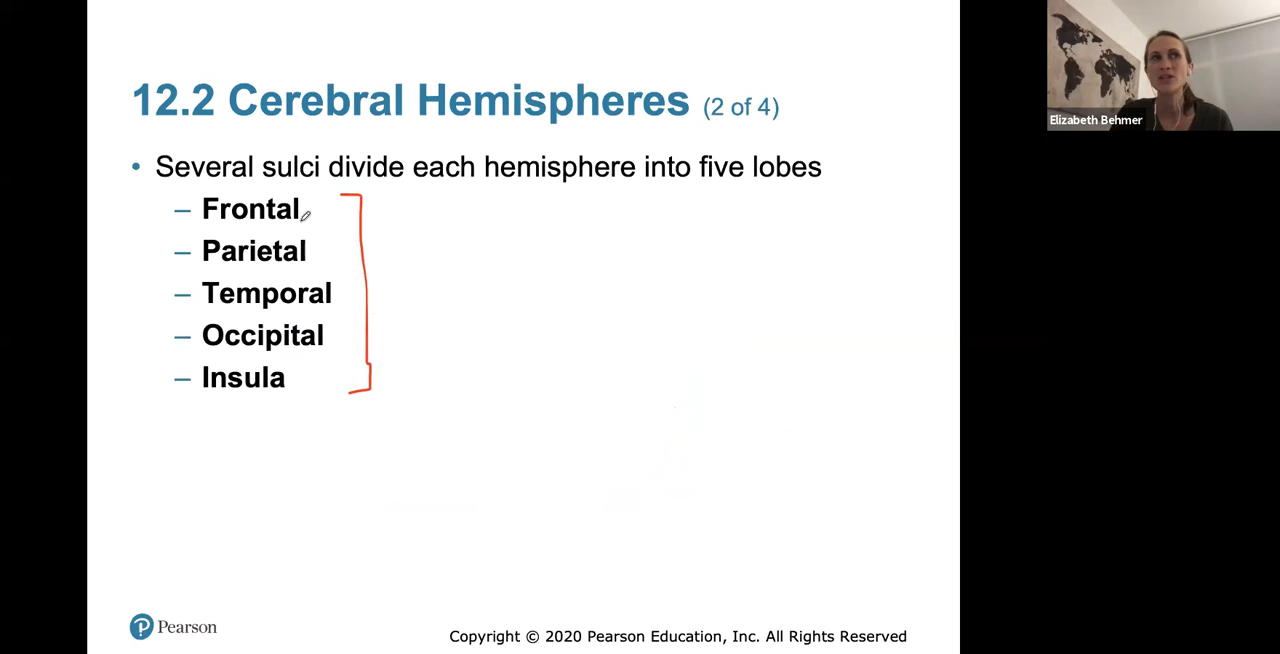 12.2 Cerebral Hemispheres (2 of 4)
• Several sulci divide each hemisphere into five lobes
– Frontal
– Parietal
– Temporal
– Occipital
– Insula
Pearson
Copyright © 2020 Pearson Education, Inc. All Rights Reserved
Elizabeth Behmer